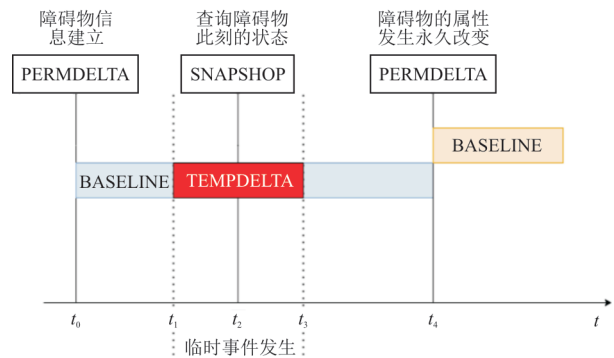 障碍物信
息建立
查询障碍物
此刻的状态
障碍物的属性
发生永久改变
PERMDELTA
SNAPSHOP
PERMDELTA
BASELINE
BASELINE
TEMPDELTA
t0
t1
t2
t3
t4
t
临时事件发生